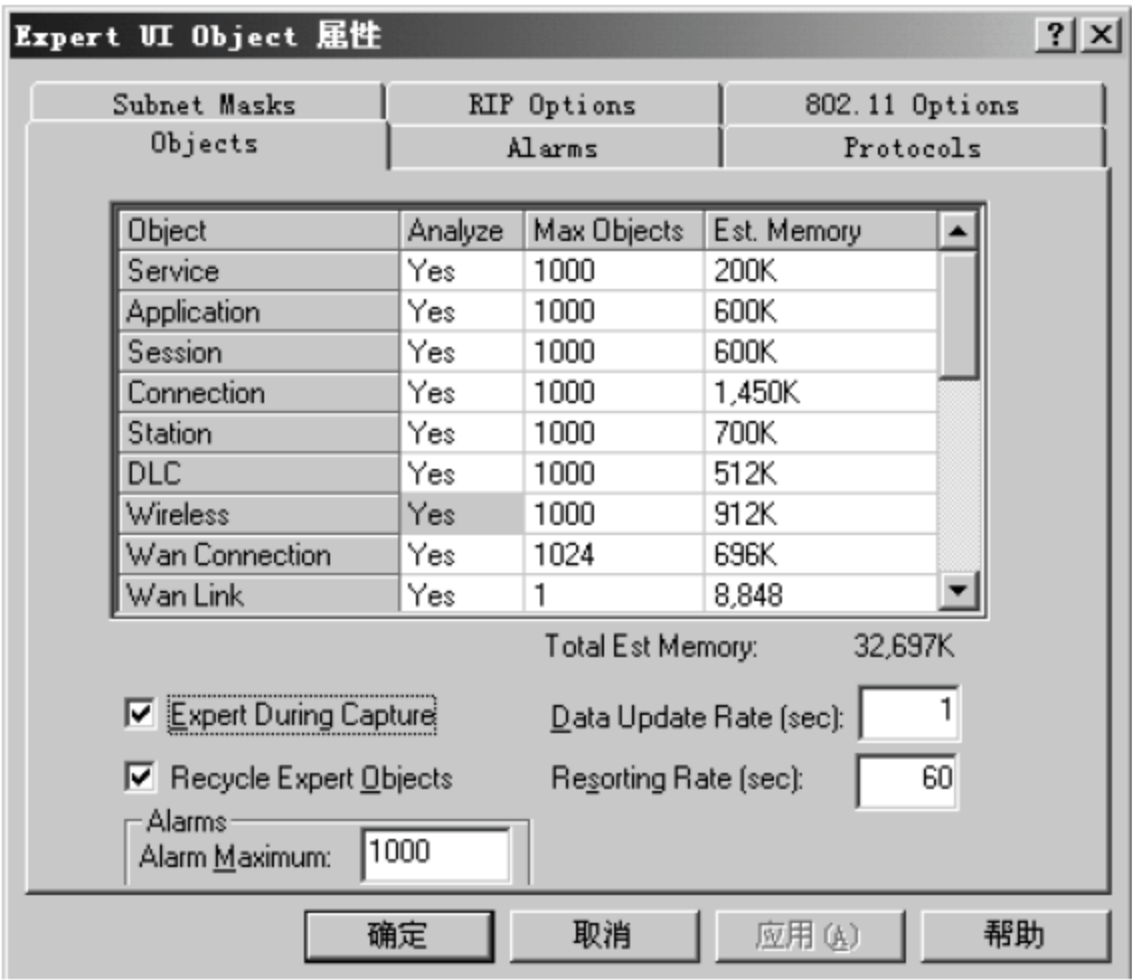 Expert UI Object 属性
Subnet Masks RIP Options 802.11 Options
Objects Alarms Protocols
Object Analyze Max Objects Est. Memory
Service Yes 1000 200K
Application Yes 1000 600K
Session Yes 1000 600K
Connection Yes 1000 1,450K
Station Yes 1000 700K
DLC Yes 1000 512K
Wireless Yes 1000 912K
Wan Connection Yes 1024 696K
Wan Link Yes 1 8,848
Total Est Memory: 32,697K
Expert During Capture Data Update Rate (sec): 1
Recycle Expert Objects Resorting Rate (sec): 60
Alarms
Alarm Maximum: 1000
确定 取消 应用(A) 帮助